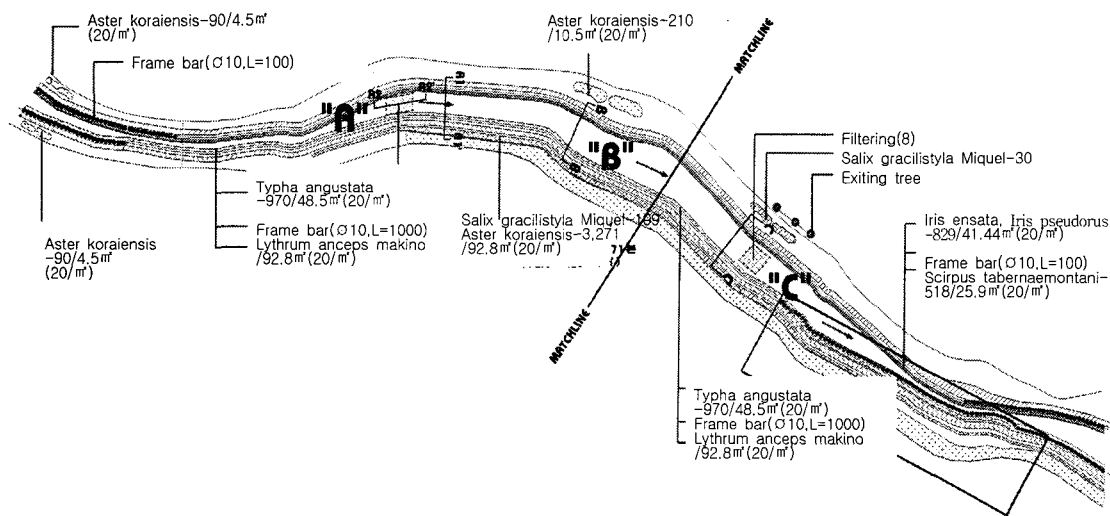 Aster koraiensis-90/4.5㎡
(20/㎡)
Frame bar(∅10,L=100)
Aster koraiensis-210
/10.5㎡(20/㎡)
MATCHLINE
"A"
"B"
"C"
Filtering(8)
Salix gracilistyla Miquel-30
Exiting tree
Typha angustata
-970/48.5㎡(20/㎡)
Frame bar(∅10,L=1000)
Lythrum anceps makino
/92.8㎡(20/㎡)
Aster koraiensis
-90/4.5㎡
(20/㎡)
Salix gracilistyla Miquel-199
Aster koraiensis-3,271
/92.8㎡(20/㎡)
Iris ensata, Iris pseudorus
-829/41.44㎡(20/㎡)
Frame bar(∅10,L=100)
Scirpus tabernaemontani-
518/25.9㎡(20/㎡)
MATCHLINE
Typha angustata
-970/48.5㎡(20/㎡)
Frame bar(∅10,L=1000)
Lythrum anceps makino
/92.8㎡(20/㎡)